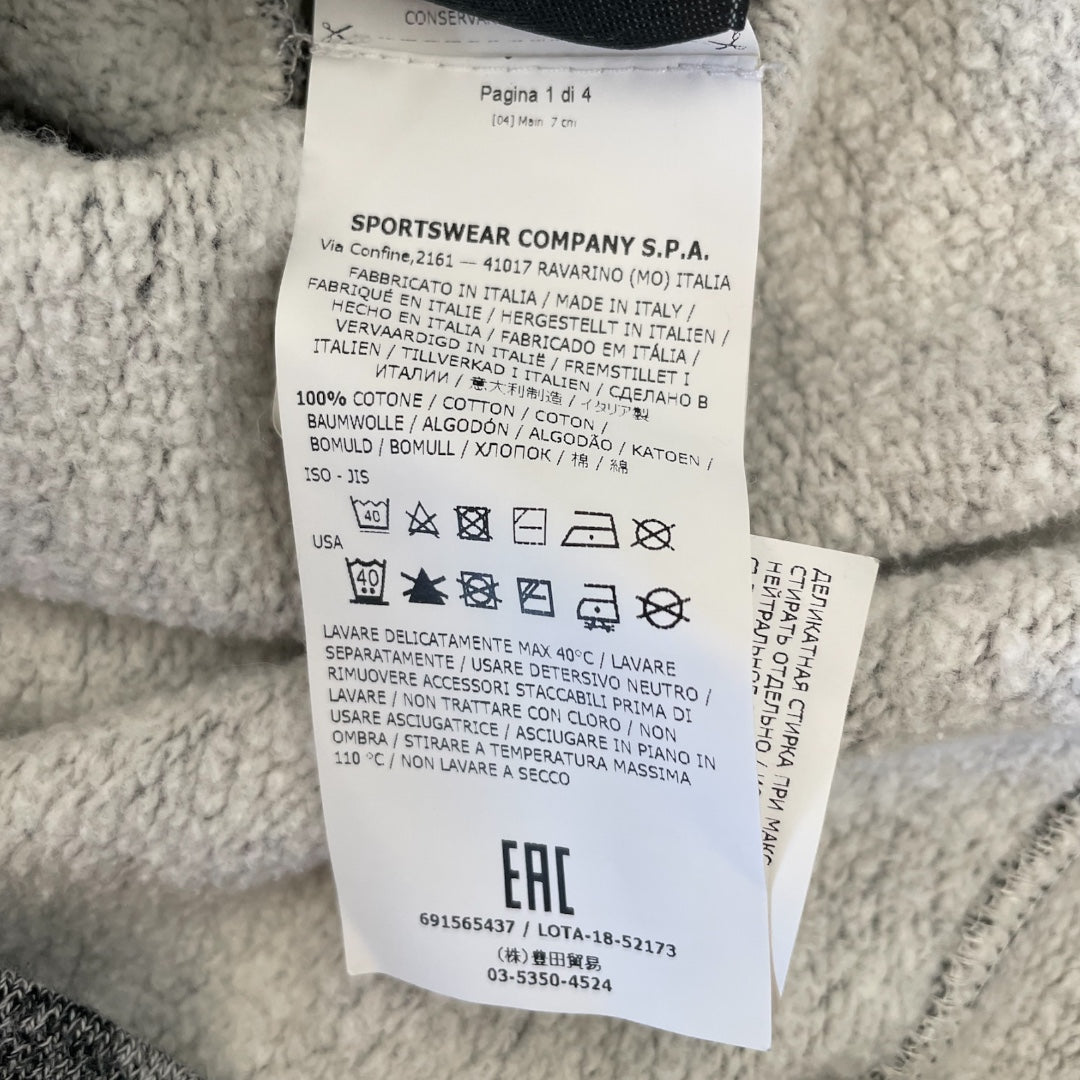 CONSERVA
Pagina 1 di 4
[04] Main 7 cm
SPORTSWEAR COMPANY S.P.A.
Via Confine,2161 — 41017 RAVARINO (MO) ITALIA
FABBRICATO IN ITALIA / MADE IN ITALY /
FABRIQUÉ EN ITALIE / HERGESTELLT IN ITALIEN /
HECHO EN ITALIA / FABRICADO EM ITÁLIA /
VERVAARDIGD IN ITALIË / FREMSTILLET I
ITALIEN / TILLVERKAD I ITALIEN / СДЕЛАНО В
ИТАЛИИ / 意大利制造 / イタリア製
100% COTONE / COTTON / COTON /
BAUMWOLLE / ALGODÓN / ALGODÃO / KATOEN /
BOMULD / BOMULL / ХЛОПОК / 棉 / 綿
ISO - JIS
40
USA
40
LAVARE DELICATAMENTE MAX 40°C / LAVARE
SEPARATAMENTE / USARE DETERSIVO NEUTRO /
RIMUOVERE ACCESSORI STACCABILI PRIMA DI
LAVARE / NON TRATTARE CON CLORO / NON
USARE ASCIUGATRICE / ASCIUGARE IN PIANO IN
OMBRA / STIRARE A TEMPERATURA MASSIMA
110 °C / NON LAVARE A SECCO
EAC
691565437 / LOTA-18-52173
(株)豊田貿易
03-5350-4524
ДЕЛИКАТНАЯ СТИРКА ПРИ МАКС
СТИРАТЬ ОТДЕЛЬНО /
НЕЙТРАЛЬНОЕ